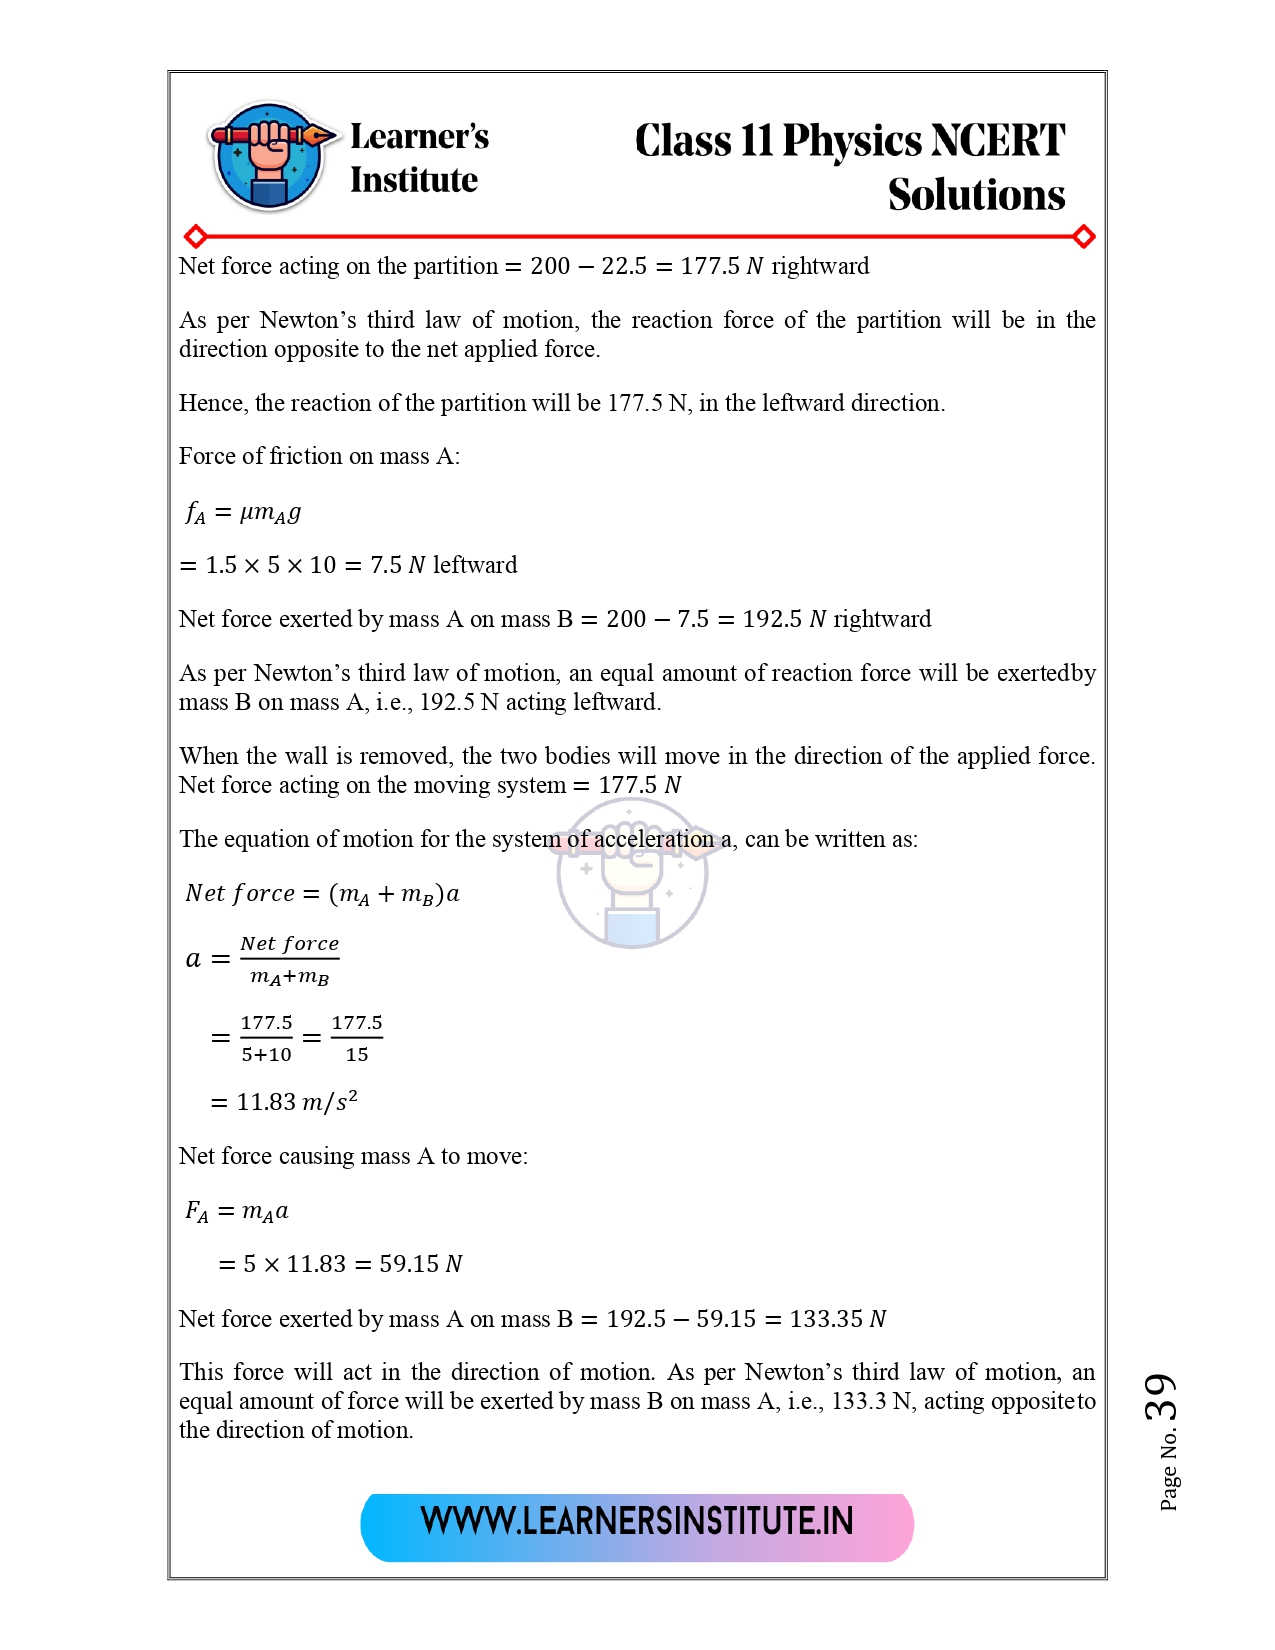 Learner's
Institute
Class 11 Physics NCERT
Solutions
Net force acting on the partition = 200 − 22.5 = 177.5 N rightward
As per Newton's third law of motion, the reaction force of the partition will be in the
direction opposite to the net applied force.
Hence, the reaction of the partition will be 177.5 N, in the leftward direction.
Force of friction on mass A:
f_A = μm_A g
= 1.5 × 5 × 10 = 7.5 N leftward
Net force exerted by mass A on mass B = 200 − 7.5 = 192.5 N rightward
As per Newton's third law of motion, an equal amount of reaction force will be exertedby
mass B on mass A, i.e., 192.5 N acting leftward.
When the wall is removed, the two bodies will move in the direction of the applied force.
Net force acting on the moving system = 177.5 N
The equation of motion for the system of acceleration a, can be written as:
Net force = (m_A + m_B)a
a = Net force / m_A+m_B
= 177.5 / 5+10 = 177.5 / 15
= 11.83 m/s²
Net force causing mass A to move:
F_A = m_A a
= 5 × 11.83 = 59.15 N
Net force exerted by mass A on mass B = 192.5 − 59.15 = 133.35 N
This force will act in the direction of motion. As per Newton's third law of motion, an
equal amount of force will be exerted by mass B on mass A, i.e., 133.3 N, acting oppositeto
the direction of motion.
Page No. 39
WWW.LEARNERSINSTITUTE.IN